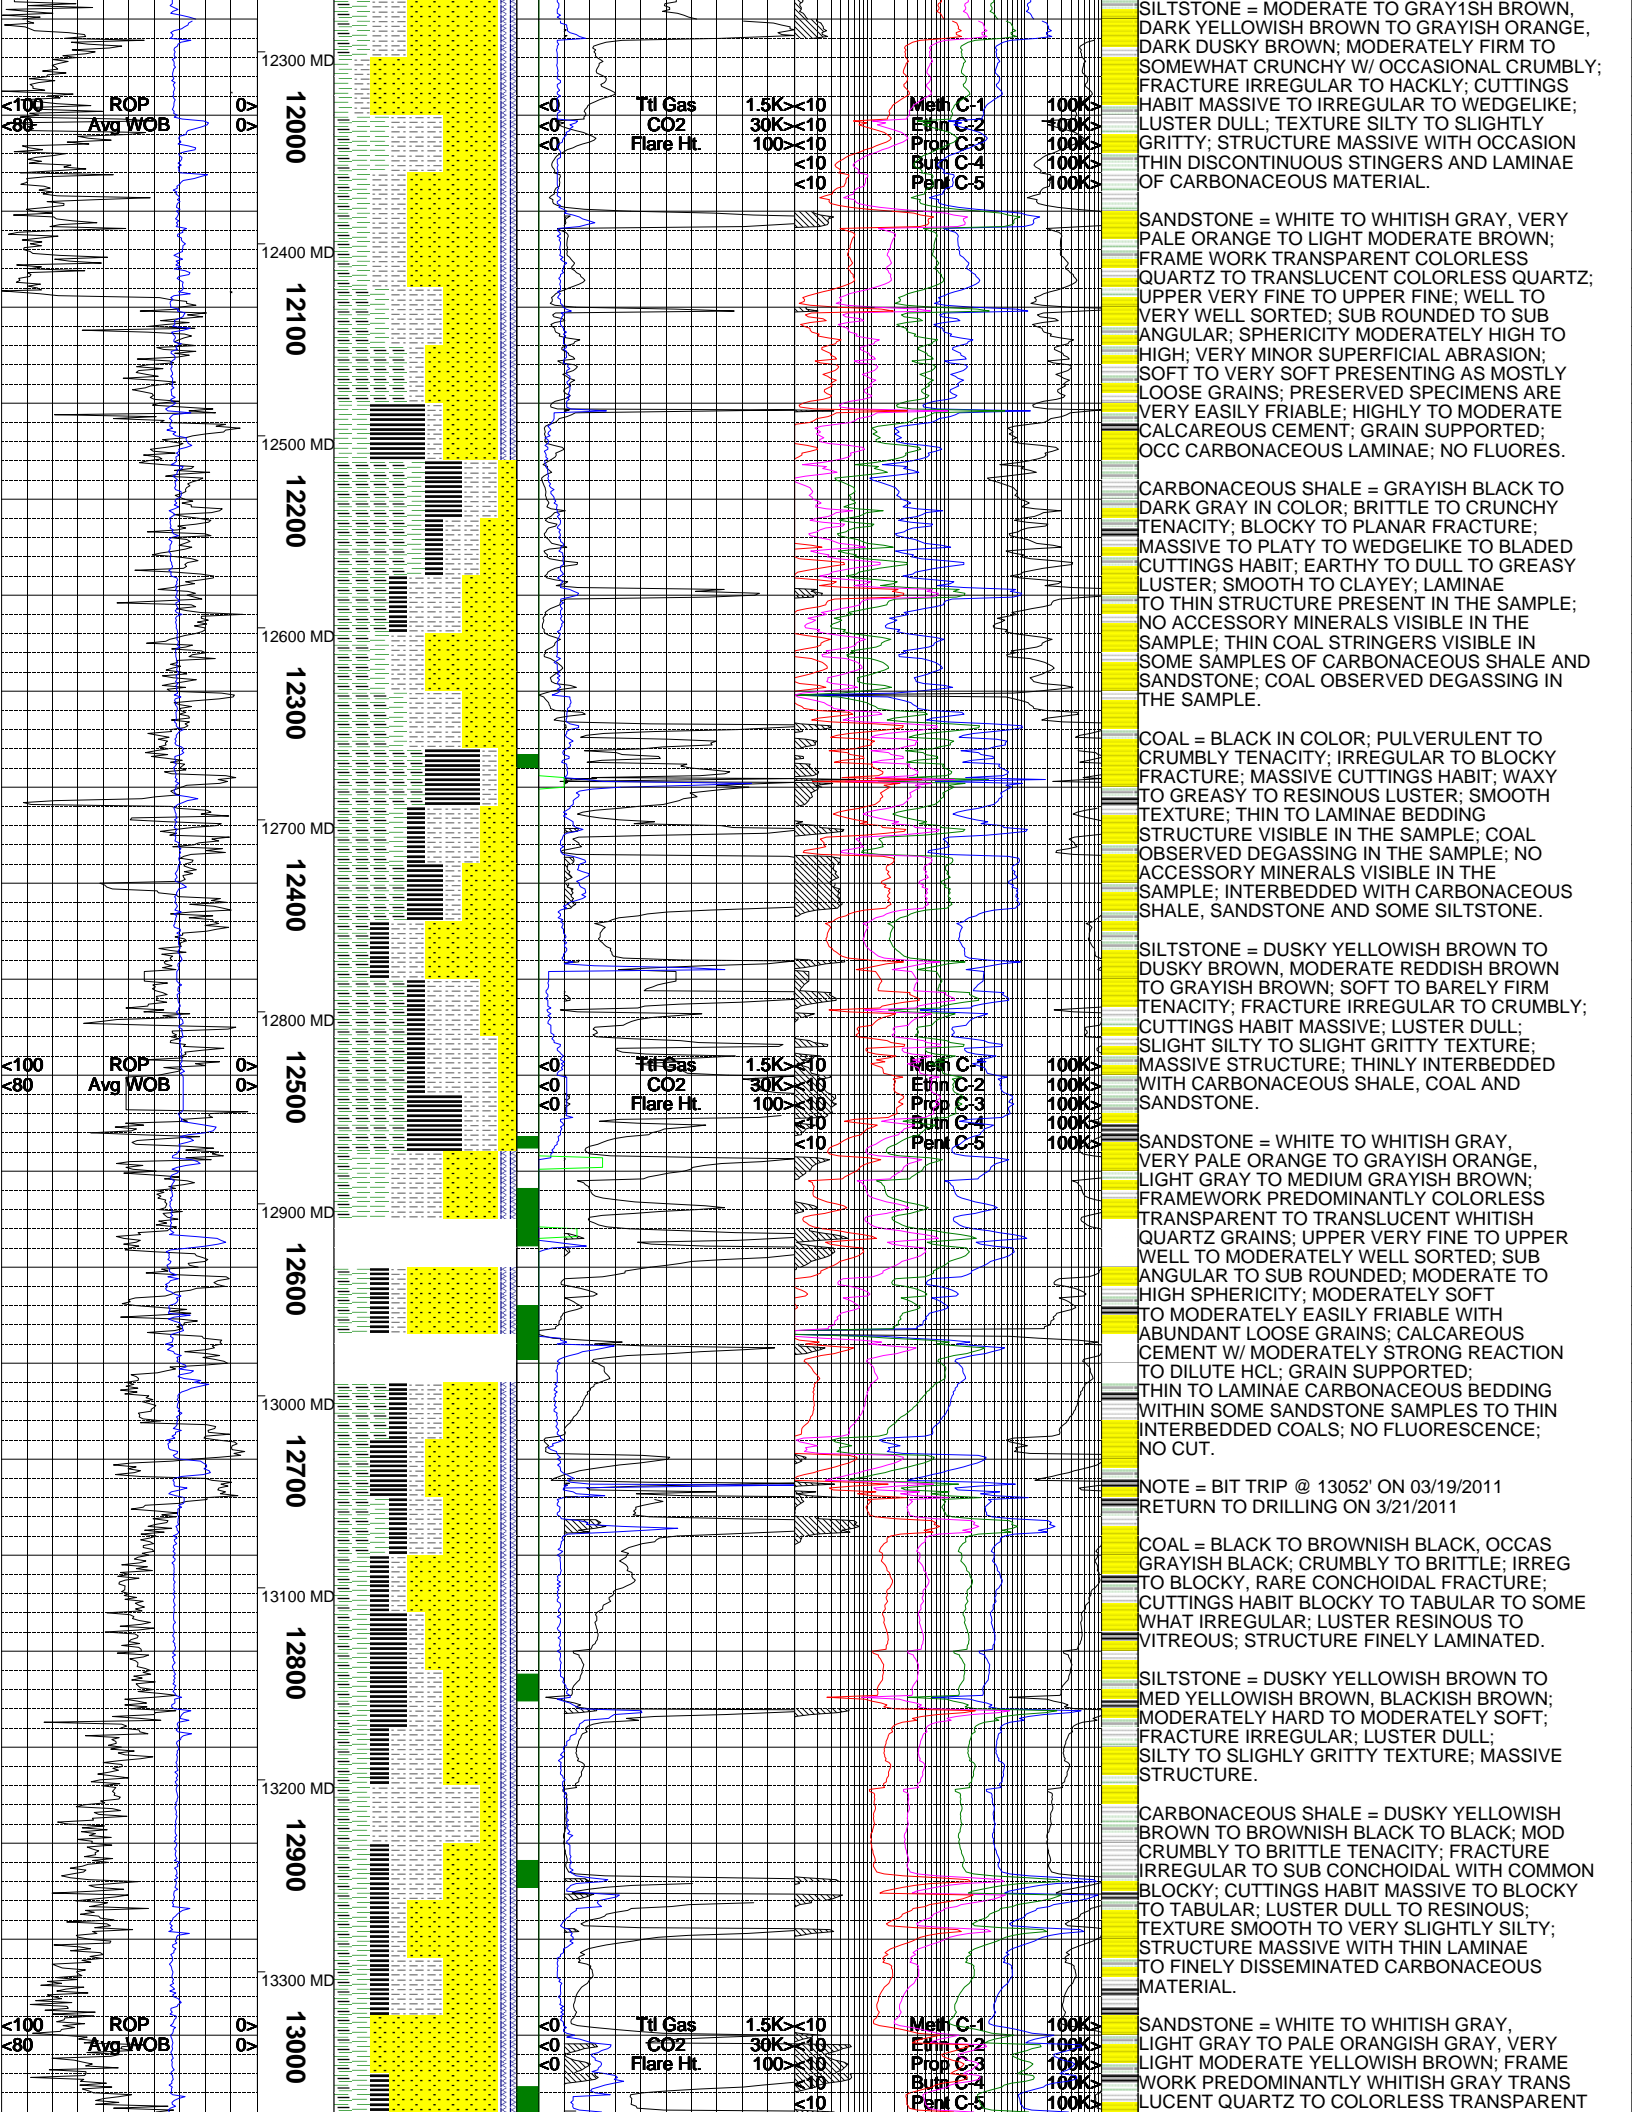 12300 MD
<100 ROP 0>
<80 Avg WOB 0>
12000
<0 Ttl Gas 1.5K>
<0 CO2 30K>
<0 Flare Ht. 100>
<10 Meth C-1 100K>
<10 Ethn C-2 100K>
<10 Prop C-3 100K>
<10 Butn C-4 100K>
<10 Pent C-5 100K>
12400 MD
12100
12500 MD
12200
12600 MD
12300
12700 MD
12400
12800 MD
<100 ROP 0>
<80 Avg WOB 0>
12500
<0 Ttl Gas 1.5K>
<0 CO2 30K>
<0 Flare Ht. 100>
<10 Meth C-1 100K>
<10 Ethn C-2 100K>
<10 Prop C-3 100K>
<10 Butn C-4 100K>
<10 Pent C-5 100K>
12900 MD
12600
13000 MD
12700
13100 MD
12800
13200 MD
12900
13300 MD
<100 ROP 0>
<80 Avg WOB 0>
13000
<0 Ttl Gas 1.5K>
<0 CO2 30K>
<0 Flare Ht. 100>
<10 Meth C-1 100K>
<10 Ethn C-2 100K>
<10 Prop C-3 100K>
<10 Butn C-4 100K>
<10 Pent C-5 100K>
SILTSTONE = MODERATE TO GRAY1SH BROWN,
DARK YELLOWISH BROWN TO GRAYISH ORANGE,
DARK DUSKY BROWN; MODERATELY FIRM TO
SOMEWHAT CRUNCHY W/ OCCASIONAL CRUMBLY;
FRACTURE IRREGULAR TO HACKLY; CUTTINGS
HABIT MASSIVE TO IRREGULAR TO WEDGELIKE;
LUSTER DULL; TEXTURE SILTY TO SLIGHTLY
GRITTY; STRUCTURE MASSIVE WITH OCCASION
THIN DISCONTINUOUS STINGERS AND LAMINAE
OF CARBONACEOUS MATERIAL.
SANDSTONE = WHITE TO WHITISH GRAY, VERY
PALE ORANGE TO LIGHT MODERATE BROWN;
FRAME WORK TRANSPARENT COLORLESS
QUARTZ TO TRANSLUCENT COLORLESS QUARTZ;
UPPER VERY FINE TO UPPER FINE; WELL TO
VERY WELL SORTED; SUB ROUNDED TO SUB
ANGULAR; SPHERICITY MODERATELY HIGH TO
HIGH; VERY MINOR SUPERFICIAL ABRASION;
SOFT TO VERY SOFT PRESENTING AS MOSTLY
LOOSE GRAINS; PRESERVED SPECIMENS ARE
VERY EASILY FRIABLE; HIGHLY TO MODERATE
CALCAREOUS CEMENT; GRAIN SUPPORTED;
OCC CARBONACEOUS LAMINAE; NO FLUORES.
CARBONACEOUS SHALE = GRAYISH BLACK TO
DARK GRAY IN COLOR; BRITTLE TO CRUNCHY
TENACITY; BLOCKY TO PLANAR FRACTURE;
MASSIVE TO PLATY TO WEDGELIKE TO BLADED
CUTTINGS HABIT; EARTHY TO DULL TO GREASY
LUSTER; SMOOTH TO CLAYEY; LAMINAE
TO THIN STRUCTURE PRESENT IN THE SAMPLE;
NO ACCESSORY MINERALS VISIBLE IN THE
SAMPLE; THIN COAL STRINGERS VISIBLE IN
SOME SAMPLES OF CARBONACEOUS SHALE AND
SANDSTONE; COAL OBSERVED DEGASSING IN
THE SAMPLE.
COAL = BLACK IN COLOR; PULVERULENT TO
CRUMBLY TENACITY; IRREGULAR TO BLOCKY
FRACTURE; MASSIVE CUTTINGS HABIT; WAXY
TO GREASY TO RESINOUS LUSTER; SMOOTH
TEXTURE; THIN TO LAMINAE BEDDING
STRUCTURE VISIBLE IN THE SAMPLE; COAL
OBSERVED DEGASSING IN THE SAMPLE; NO
ACCESSORY MINERALS VISIBLE IN THE
SAMPLE; INTERBEDDED WITH CARBONACEOUS
SHALE, SANDSTONE AND SOME SILTSTONE.
SILTSTONE = DUSKY YELLOWISH BROWN TO
DUSKY BROWN, MODERATE REDDISH BROWN
TO GRAYISH BROWN; SOFT TO BARELY FIRM
TENACITY; FRACTURE IRREGULAR TO CRUMBLY;
CUTTINGS HABIT MASSIVE; LUSTER DULL;
SLIGHT SILTY TO SLIGHT GRITTY TEXTURE;
MASSIVE STRUCTURE; THINLY INTERBEDDED
WITH CARBONACEOUS SHALE, COAL AND
SANDSTONE.
SANDSTONE = WHITE TO WHITISH GRAY,
VERY PALE ORANGE TO GRAYISH ORANGE,
LIGHT GRAY TO MEDIUM GRAYISH BROWN;
FRAMEWORK PREDOMINANTLY COLORLESS
TRANSPARENT TO TRANSLUCENT WHITISH
QUARTZ GRAINS; UPPER VERY FINE TO UPPER
WELL TO MODERATELY WELL SORTED; SUB
ANGULAR TO SUB ROUNDED; MODERATE TO
HIGH SPHERICITY; MODERATELY SOFT
TO MODERATELY EASILY FRIABLE WITH
ABUNDANT LOOSE GRAINS; CALCAREOUS
CEMENT W/ MODERATELY STRONG REACTION
TO DILUTE HCL; GRAIN SUPPORTED;
THIN TO LAMINAE CARBONACEOUS BEDDING
WITHIN SOME SANDSTONE SAMPLES TO THIN
INTERBEDDED COALS; NO FLUORESCENCE;
NO CUT.
NOTE = BIT TRIP @ 13052' ON 03/19/2011
RETURN TO DRILLING ON 3/21/2011
COAL = BLACK TO BROWNISH BLACK, OCCAS
GRAYISH BLACK; CRUMBLY TO BRITTLE; IRREG
TO BLOCKY, RARE CONCHOIDAL FRACTURE;
CUTTINGS HABIT BLOCKY TO TABULAR TO SOME
WHAT IRREGULAR; LUSTER RESINOUS TO
VITREOUS; STRUCTURE FINELY LAMINATED.
SILTSTONE = DUSKY YELLOWISH BROWN TO
MED YELLOWISH BROWN, BLACKISH BROWN;
MODERATELY HARD TO MODERATELY SOFT;
FRACTURE IRREGULAR; LUSTER DULL;
SILTY TO SLIGHLY GRITTY TEXTURE; MASSIVE
STRUCTURE.
CARBONACEOUS SHALE = DUSKY YELLOWISH
BROWN TO BROWNISH BLACK TO BLACK; MOD
CRUMBLY TO BRITTLE TENACITY; FRACTURE
IRREGULAR TO SUB CONCHOIDAL WITH COMMON
BLOCKY; CUTTINGS HABIT MASSIVE TO BLOCKY
TO TABULAR; LUSTER DULL TO RESINOUS;
TEXTURE SMOOTH TO VERY SLIGHTLY SILTY;
STRUCTURE MASSIVE WITH THIN LAMINAE
TO FINELY DISSEMINATED CARBONACEOUS
MATERIAL.
SANDSTONE = WHITE TO WHITISH GRAY,
LIGHT GRAY TO PALE ORANGISH GRAY, VERY
LIGHT MODERATE YELLOWISH BROWN; FRAME
WORK PREDOMINANTLY WHITISH GRAY TRANS
LUCENT QUARTZ TO COLORLESS TRANSPARENT